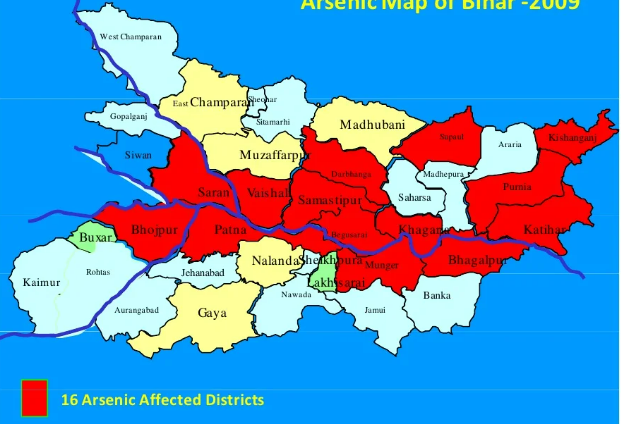 Arsenic Map of Bihar -2009
West Champaran
East Champaran
Sheohar
Sitamarhi
Gopalganj
Madhubani
Siwan
Muzaffarpur
Supaul
Araria
Kishanganj
Darbhanga
Madhepura
Purnia
Saran
Vaishali
Samastipur
Saharsa
Buxar
Bhojpur
Patna
Begusarai
Khagaria
Katihar
Nalanda
Sheikhpura
Munger
Bhagalpur
Kaimur
Rohtas
Jehanabad
Lakhisarai
Nawada
Banka
Aurangabad
Gaya
Jamui
16 Arsenic Affected Districts